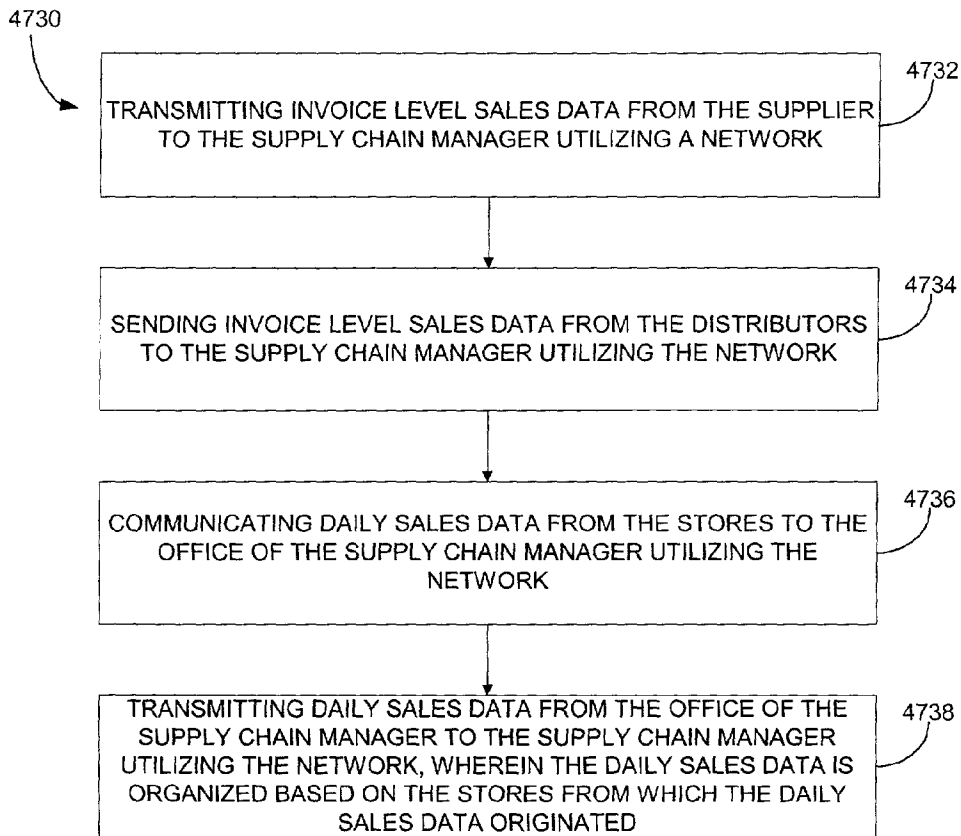 4730
4732
TRANSMITTING INVOICE LEVEL SALES DATA FROM THE SUPPLIER
TO THE SUPPLY CHAIN MANAGER UTILIZING A NETWORK
4734
SENDING INVOICE LEVEL SALES DATA FROM THE DISTRIBUTORS
TO THE SUPPLY CHAIN MANAGER UTILIZING THE NETWORK
4736
COMMUNICATING DAILY SALES DATA FROM THE STORES TO THE
OFFICE OF THE SUPPLY CHAIN MANAGER UTILIZING THE
NETWORK
4738
TRANSMITTING DAILY SALES DATA FROM THE OFFICE OF THE
SUPPLY CHAIN MANAGER TO THE SUPPLY CHAIN MANAGER
UTILIZING THE NETWORK, WHEREIN THE DAILY SALES DATA IS
ORGANIZED BASED ON THE STORES FROM WHICH THE DAILY
SALES DATA ORIGINATED